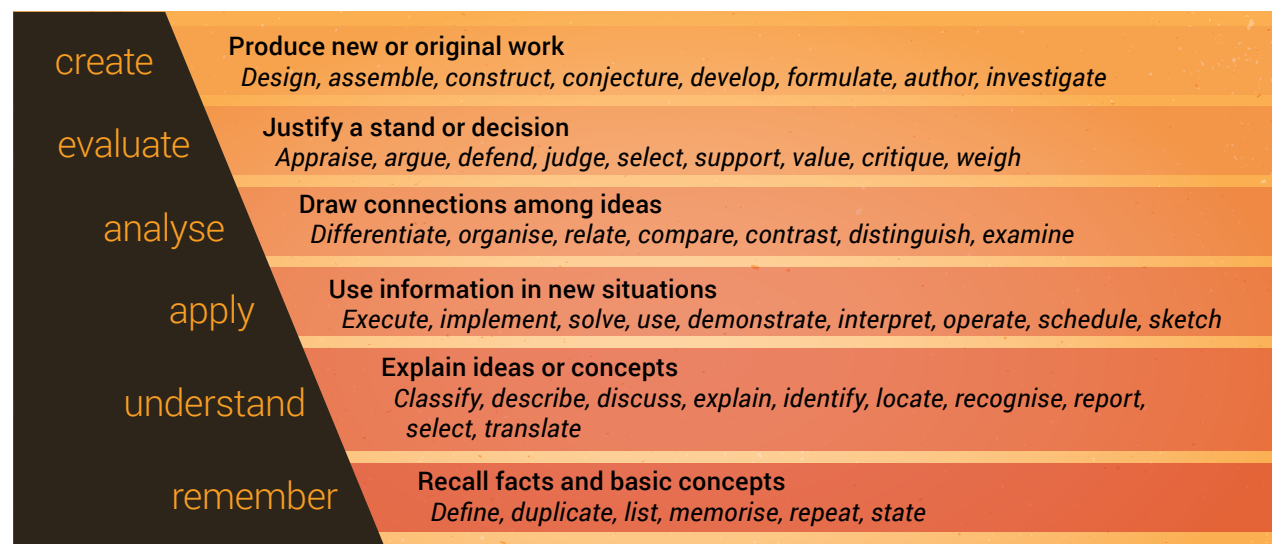 create
Produce new or original work
Design, assemble, construct, conjecture, develop, formulate, author, investigate
evaluate
Justify a stand or decision
Appraise, argue, defend, judge, select, support, value, critique, weigh
analyse
Draw connections among ideas
Differentiate, organise, relate, compare, contrast, distinguish, examine
apply
Use information in new situations
Execute, implement, solve, use, demonstrate, interpret, operate, schedule, sketch
understand
Explain ideas or concepts
Classify, describe, discuss, explain, identify, locate, recognise, report,
select, translate
remember
Recall facts and basic concepts
Define, duplicate, list, memorise, repeat, state